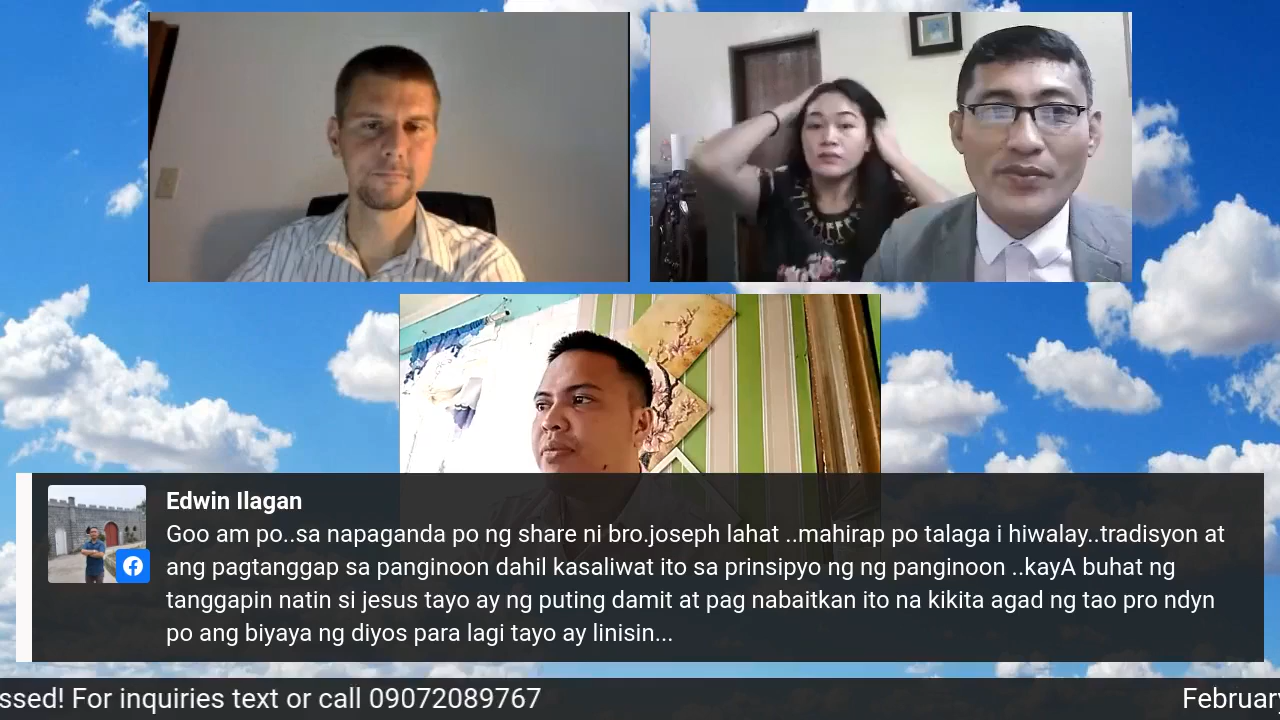 Edwin Ilagan
Goo am po..sa napaganda po ng share ni bro.joseph lahat ..mahirap po talaga i hiwalay..tradisyon at
ang pagtanggap sa panginoon dahil kasaliwat ito sa prinsipyo ng ng panginoon ..kayA buhat ng
tanggapin natin si jesus tayo ay ng puting damit at pag nabaitkan ito na kikita agad ng tao pro ndyn
po ang biyaya ng diyos para lagi tayo ay linisin...
ssed! For inquiries text or call 09072089767
February